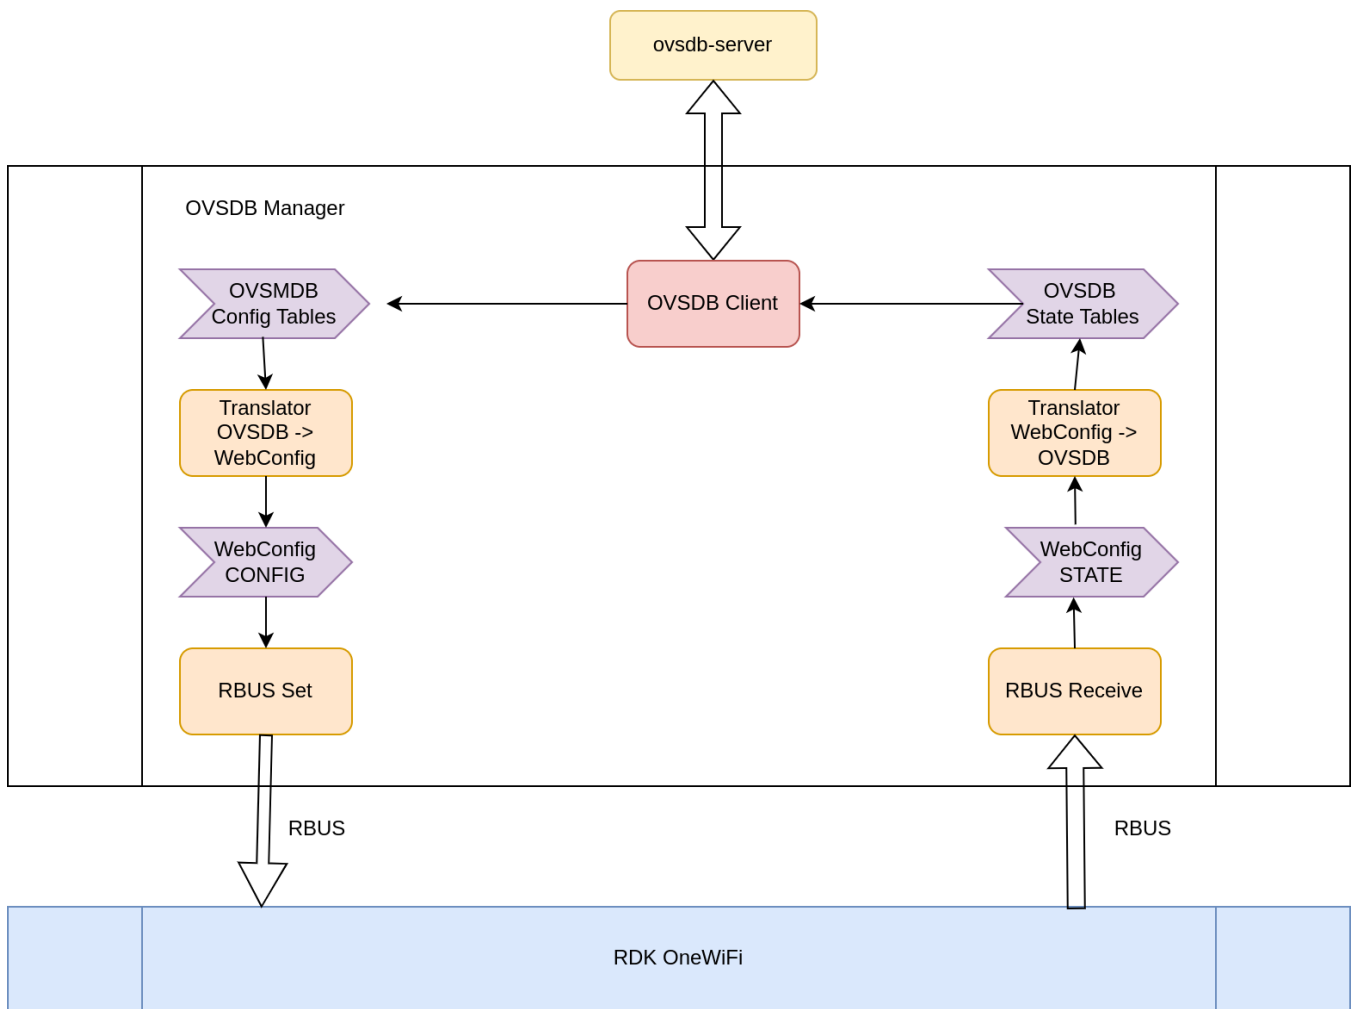 ovsdb-server
OVSDB Manager
OVSMDB
Config Tables
OVSDB Client
OVSDB
State Tables
Translator
OVSDB ->
WebConfig
Translator
WebConfig ->
OVSDB
WebConfig
CONFIG
WebConfig
STATE
RBUS Set
RBUS Receive
RBUS
RBUS
RDK OneWiFi